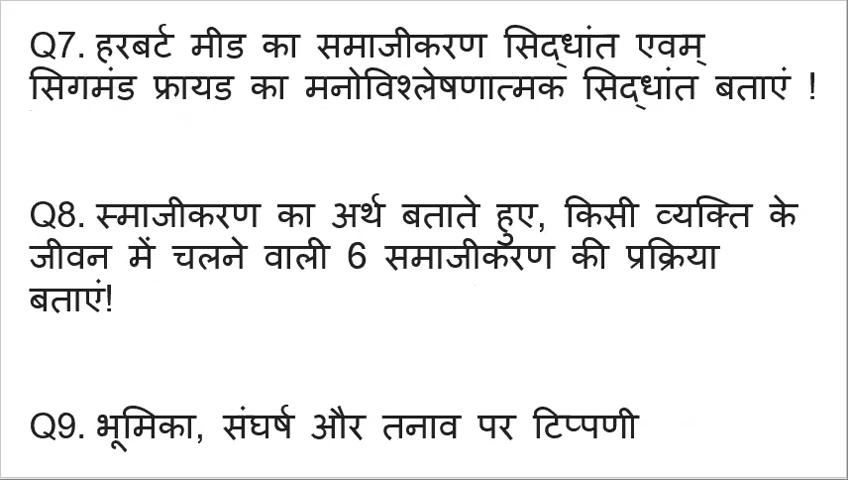 Q7. हरबर्ट मीड का समाजीकरण सिद्धांत एवम्
सिगमंड फ्रायड का मनोविश्लेषणात्मक सिद्धांत बताएं !
Q8. स्माजीकरण का अर्थ बताते हुए, किसी व्यक्ति के
जीवन में चलने वाली 6 समाजीकरण की प्रक्रिया
बताएं!
Q9. भूमिका, संघर्ष और तनाव पर टिप्पणी